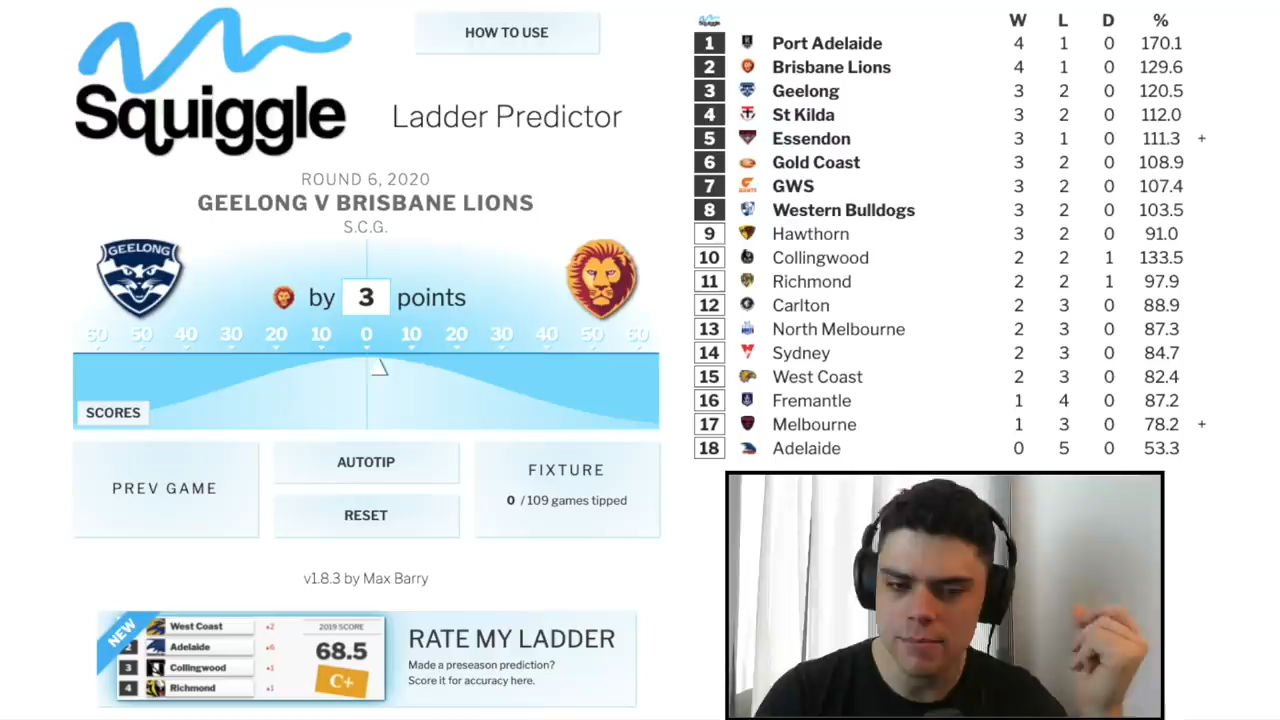 Squiggle
HOW TO USE
Ladder Predictor
ROUND 6, 2020
GEELONG V BRISBANE LIONS
S.C.G.
GEELONG
by 3 points
60 50 40 30 20 10 0 10 20 30 40 50 60
SCORES
PREV GAME
AUTOTIP
RESET
FIXTURE
0 / 109 games tipped
v1.8.3 by Max Barry
NEW
West Coast ▲2
2 Adelaide ▲6
3 Collingwood ▲1
4 Richmond ▲1
2019 SCORE
68.5
C+
RATE MY LADDER
Made a preseason prediction?
Score it for accuracy here.
Squiggle W L D %
1 Port Adelaide 4 1 0 170.1
2 Brisbane Lions 4 1 0 129.6
3 Geelong 3 2 0 120.5
4 St Kilda 3 2 0 112.0
5 Essendon 3 1 0 111.3 +
6 Gold Coast 3 2 0 108.9
7 GWS 3 2 0 107.4
8 Western Bulldogs 3 2 0 103.5
9 Hawthorn 3 2 0 91.0
10 Collingwood 2 2 1 133.5
11 Richmond 2 2 1 97.9
12 Carlton 2 3 0 88.9
13 North Melbourne 2 3 0 87.3
14 Sydney 2 3 0 84.7
15 West Coast 2 3 0 82.4
16 Fremantle 1 4 0 87.2
17 Melbourne 1 3 0 78.2 +
18 Adelaide 0 5 0 53.3